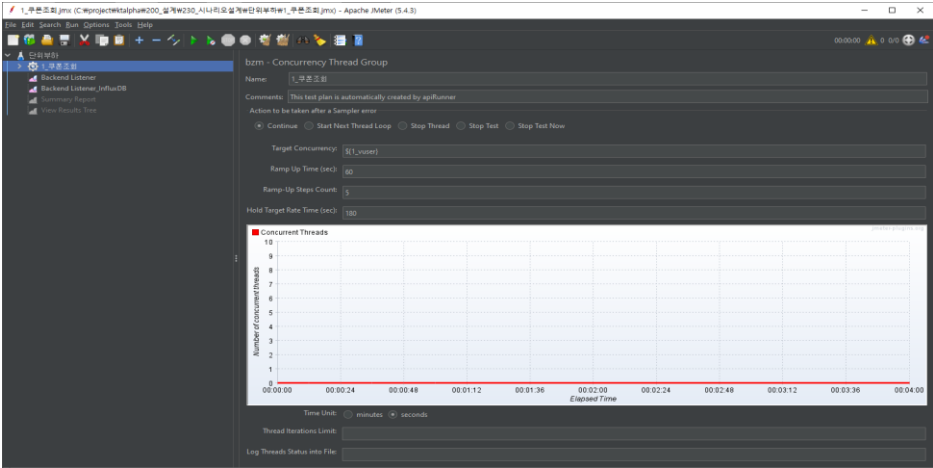 1_쿠폰조회.jmx (C:₩project₩ktalpha₩200_설계₩230_시나리오설계₩단위부하₩1_쿠폰조회.jmx) - Apache JMeter (5.4.3)
File Edit Search Run Options Tools Help
00:00:00 0 0/0
단위부하
1_쿠폰조회
Backend Listener
Backend Listener_InfluxDB
Summary Report
View Results Tree
bzm - Concurrency Thread Group
Name: 1_쿠폰조회
Comments: This test plan is automatically created by apiRunner
Action to be taken after a Sampler error
Continue Start Next Thread Loop Stop Thread Stop Test Stop Test Now
Target Concurrency: ${1_vuser}
Ramp Up Time (sec): 60
Ramp-Up Steps Count: 5
Hold Target Rate Time (sec): 180
Concurrent Threads
jmeter-plugins.org
10
9
8
7
6
5
4
3
2
1
0
Number of concurrent threads
00:00:00 00:00:24 00:00:48 00:01:12 00:01:36 00:02:00 00:02:24 00:02:48 00:03:12 00:03:36 00:04:00
Elapsed Time
Time Unit: minutes seconds
Thread Iterations Limit:
Log Threads Status into File: